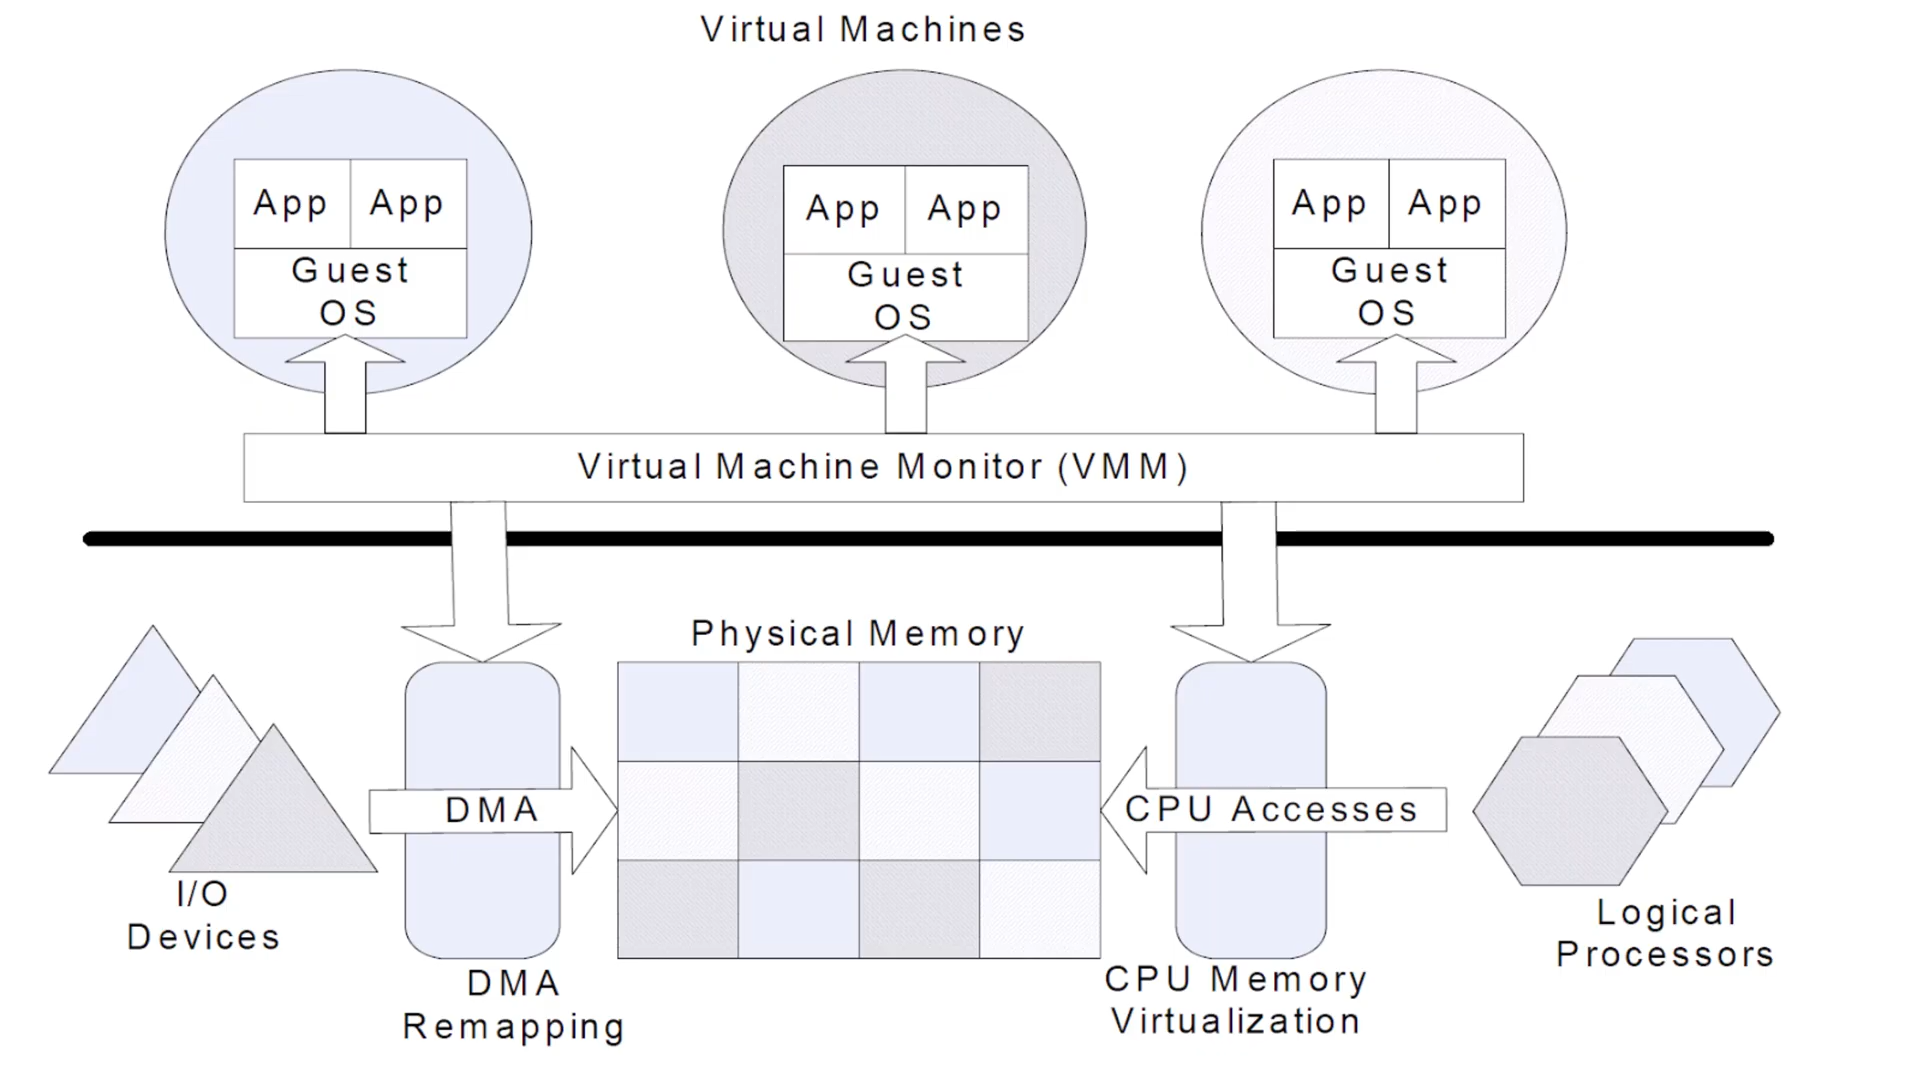 Virtual Machines
App App
Guest
OS
App App
Guest
OS
App App
Guest
OS
Virtual Machine Monitor (VMM)
Physical Memory
DMA
CPU Accesses
I/O
Devices
DMA
Remapping
CPU Memory
Virtualization
Logical
Processors